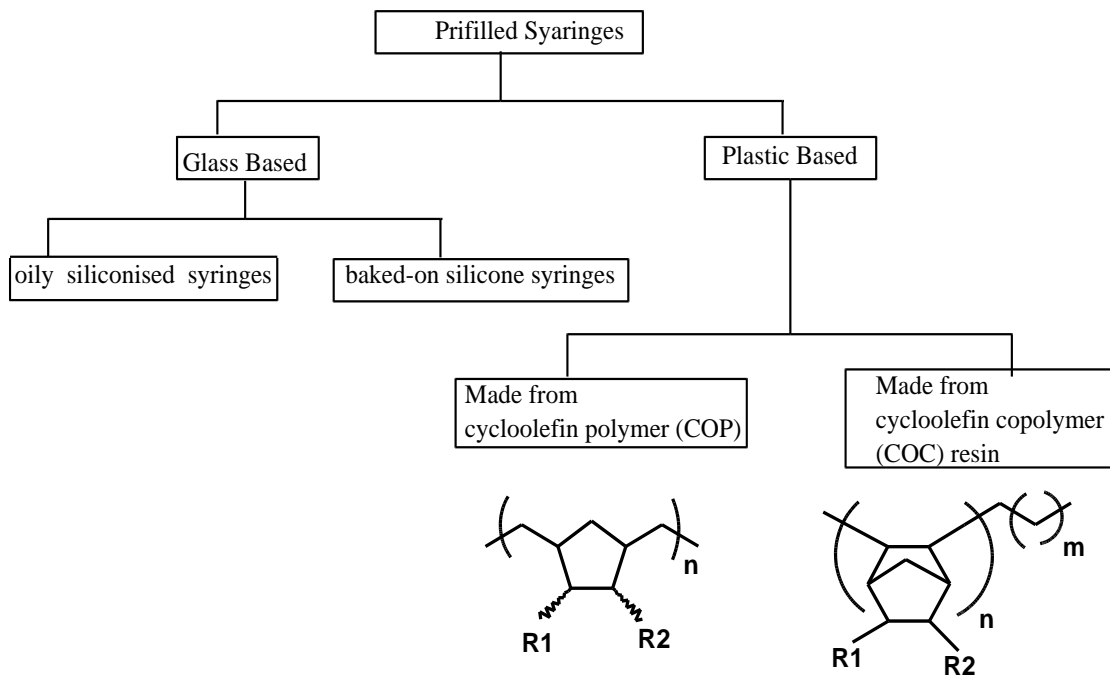 Prifilled Syaringes
Glass Based
Plastic Based
oily siliconised syringes
baked-on silicone syringes
Made from
cycloolefin polymer (COP)
Made from
cycloolefin copolymer
(COC) resin
n
R1
R2
m
n
R1
R2